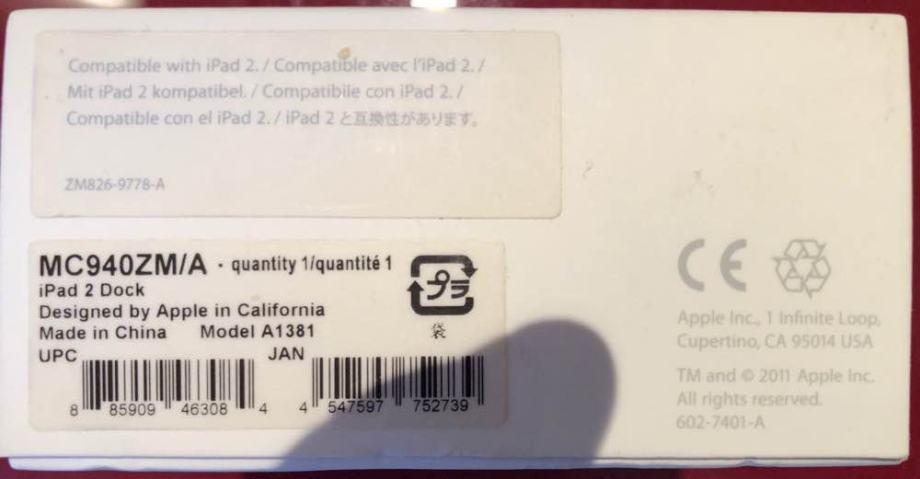 Compatible with iPad 2. / Compatible avec l'iPad 2. /
Mit iPad 2 kompatibel. / Compatibile con iPad 2. /
Compatible con el iPad 2. / iPad 2 と互換性があります。
ZM826-9778-A
MC940ZM/A · quantity 1/quantité 1
iPad 2 Dock
Designed by Apple in California
Made in China Model A1381
プラ
袋
UPC JAN
8 85909 46308 4 4 547597 752739
CE
Apple Inc., 1 Infinite Loop,
Cupertino, CA 95014 USA
TM and © 2011 Apple Inc.
All rights reserved.
602-7401-A